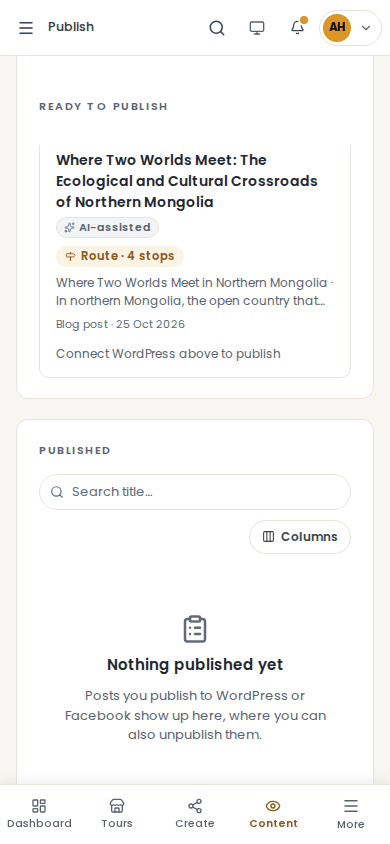 Publish
AH
READY TO PUBLISH
Where Two Worlds Meet: The
Ecological and Cultural Crossroads
of Northern Mongolia
AI-assisted
Route · 4 stops
Where Two Worlds Meet in Northern Mongolia ·
In northern Mongolia, the open country that...
Blog post · 25 Oct 2026
Connect WordPress above to publish
PUBLISHED
Search title...
Columns
Nothing published yet
Posts you publish to WordPress or
Facebook show up here, where you can
also unpublish them.
Dashboard
Tours
Create
Content
More